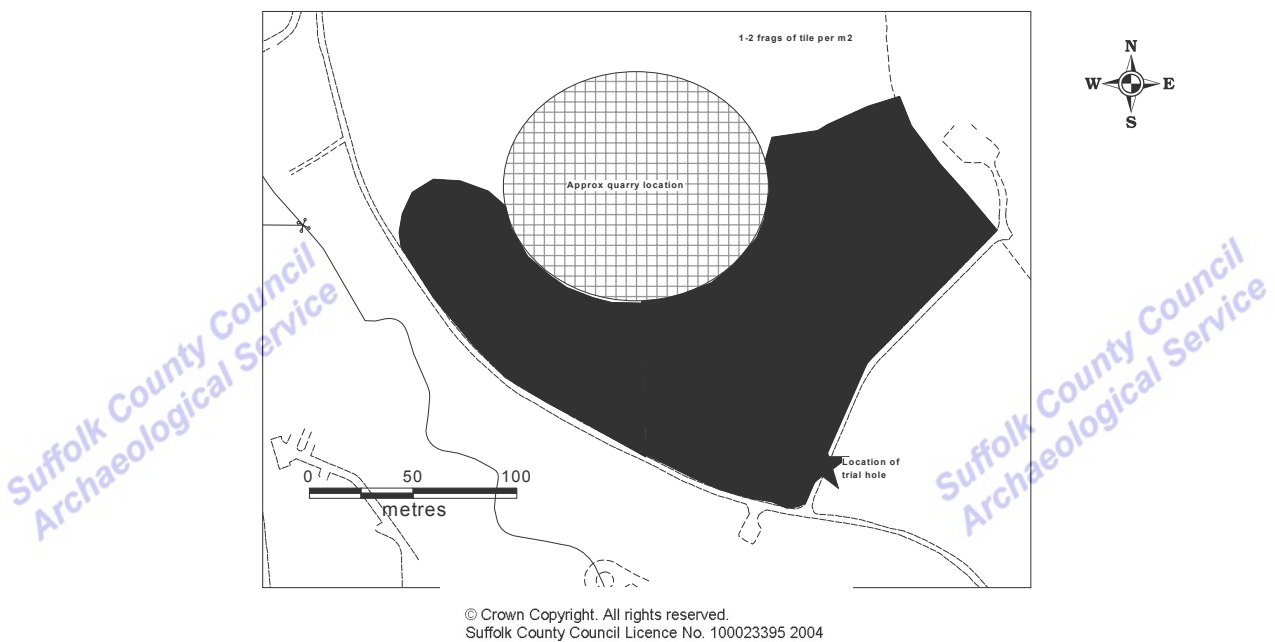 1-2 frags of tile per m2
N
W E
S
Approx quarry location
Suffolk County Council
Archaeological Service
Suffolk County Council
Archaeological Service
Location of
trial hole
0 50 100
metres
© Crown Copyright. All rights reserved.
Suffolk County Council Licence No. 100023395 2004